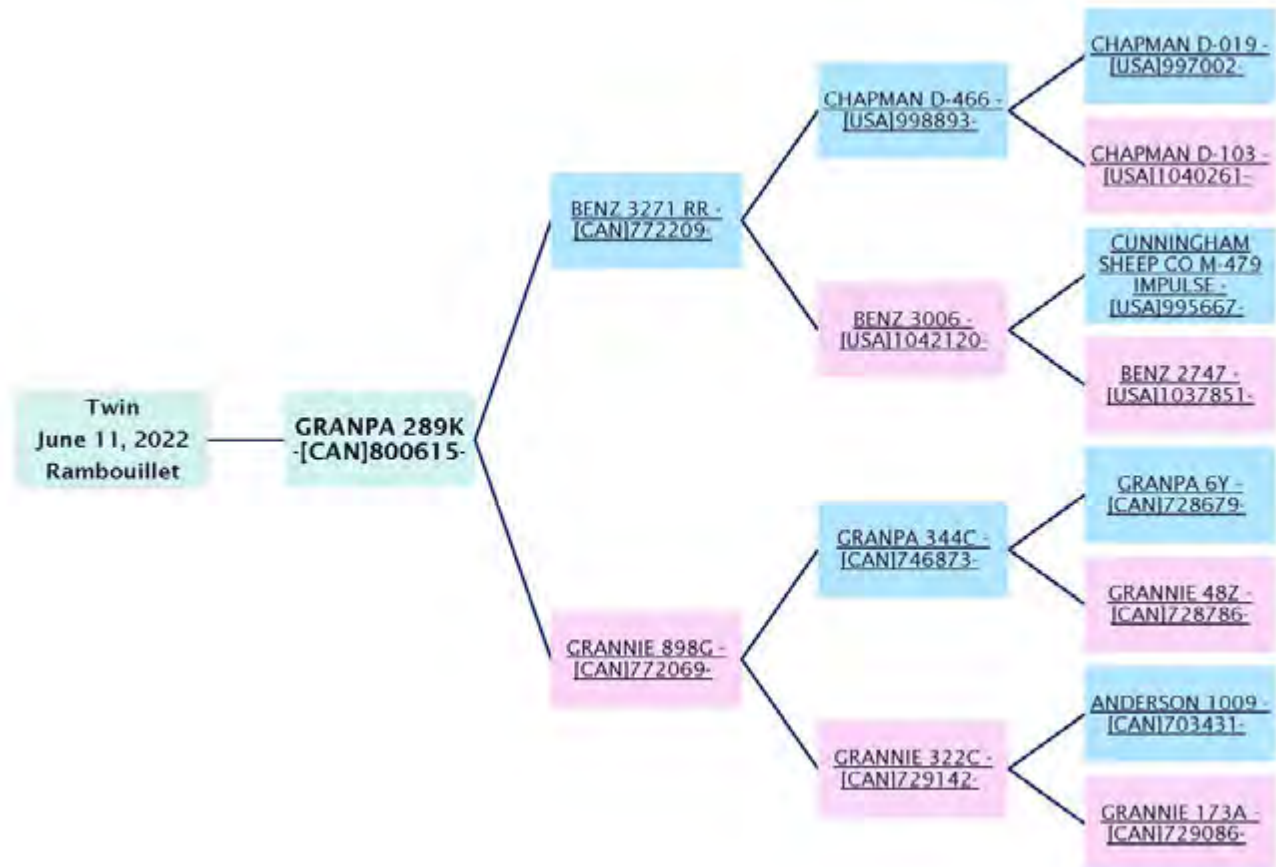 Twin
June 11, 2022
Rambouillet
GRANPA 289K
-[CAN]800615-
BENZ 3271 RR -
[CAN]772209-
GRANNIE 898G -
[CAN]772069-
CHAPMAN D-466 -
[USA]998893-
BENZ 3006 -
[USA]1042120-
GRANPA 344C -
[CAN]746873-
GRANNIE 322C -
[CAN]729142-
CHAPMAN D-019 -
[USA]997002-
CHAPMAN D-103 -
[USA]1040261-
CUNNINGHAM
SHEEP CO M-479
IMPULSE -
[USA]995667-
BENZ 2747 -
[USA]1037851-
GRANPA 6Y -
[CAN]728679-
GRANNIE 48Z -
[CAN]728786-
ANDERSON 1009 -
[CAN]703431-
GRANNIE 173A -
[CAN]729086-